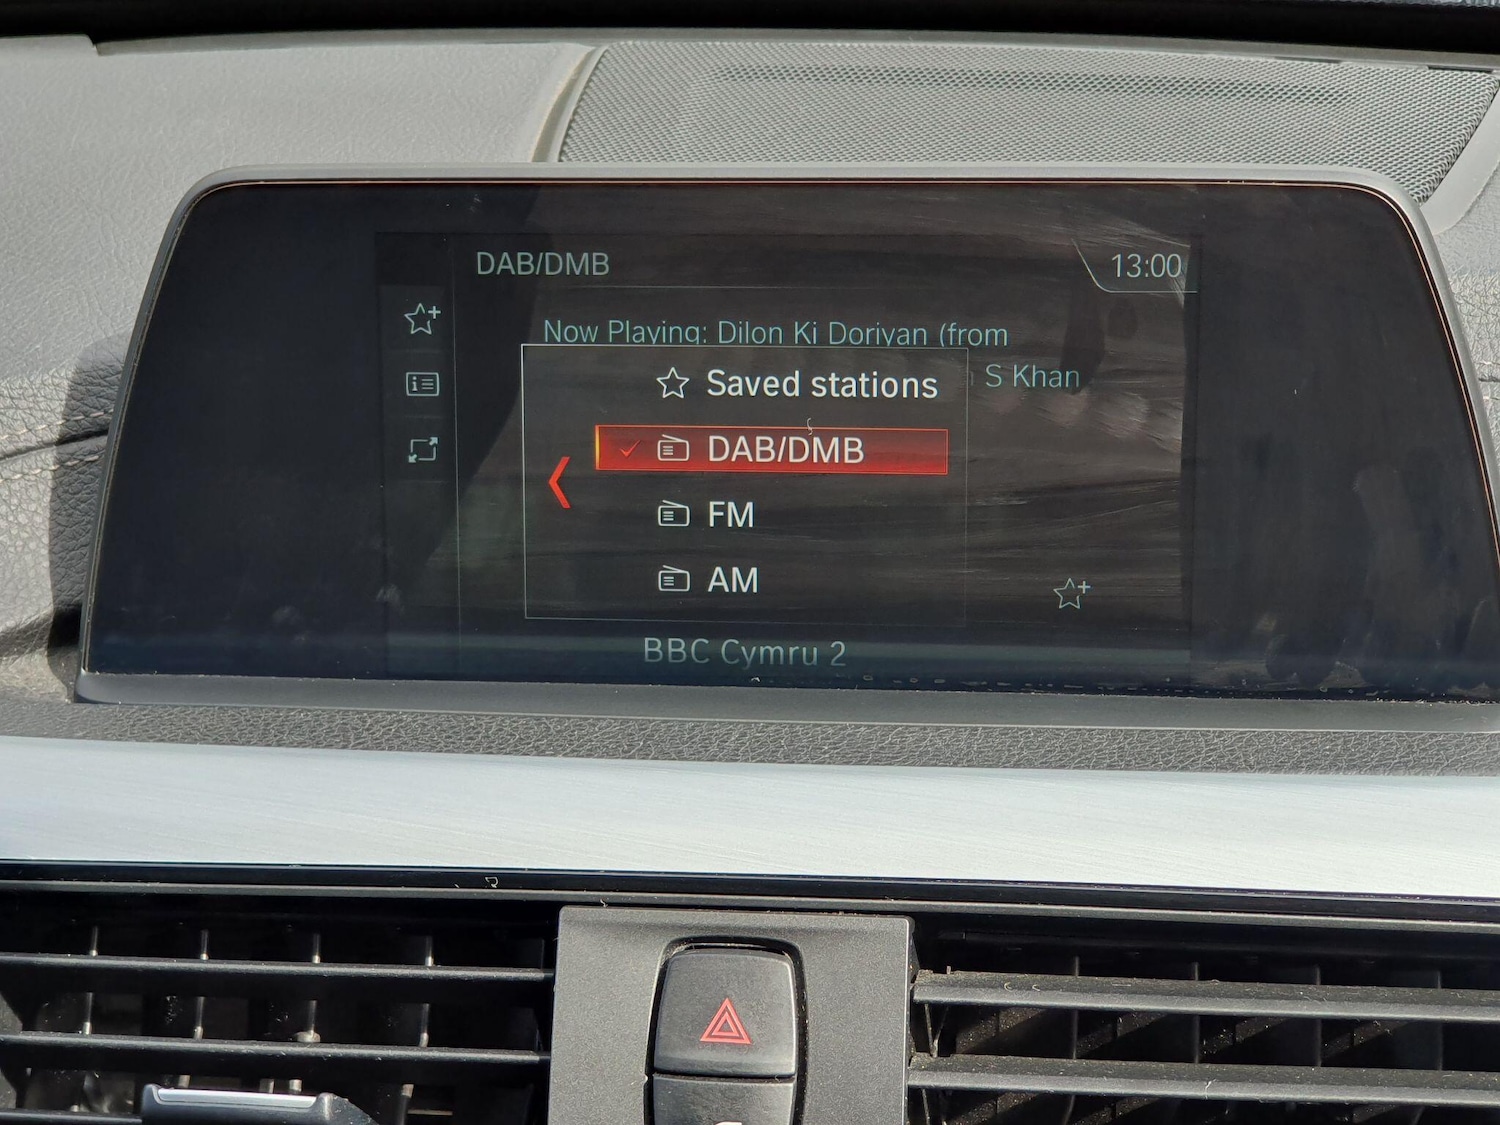 DAB/DMB
13:00
Now Playing: Dilon Ki Doriyan (from
S Khan
Saved stations
DAB/DMB
FM
AM
BBC Cymru 2